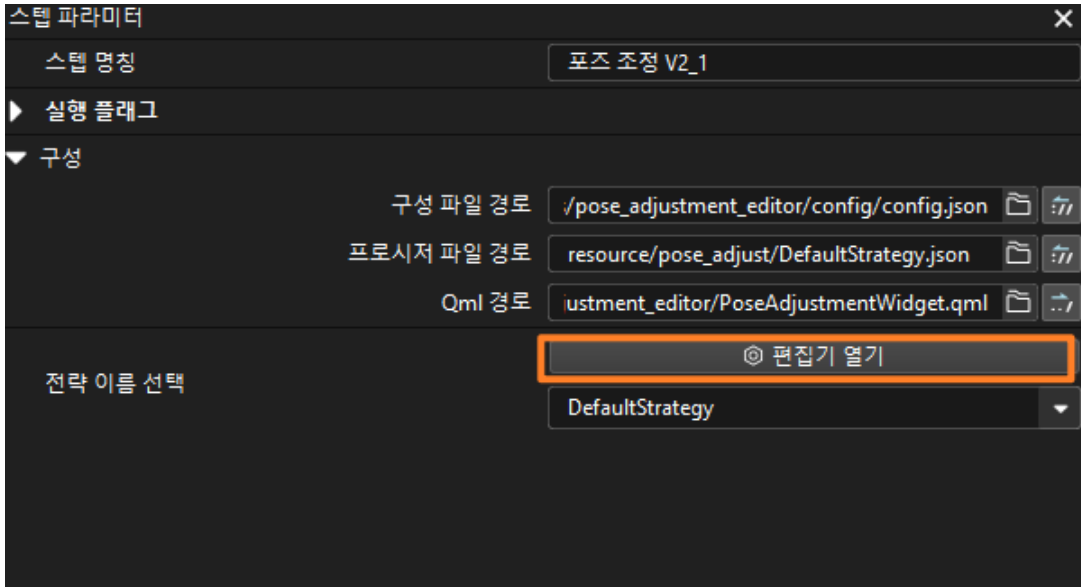 스텝 파라미터
스텝 명칭 포즈 조정 V2_1
실행 플래그
구성
구성 파일 경로 /pose_adjustment_editor/config/config.json
프로시저 파일 경로 resource/pose_adjust/DefaultStrategy.json
Qml 경로 justment_editor/PoseAdjustmentWidget.qml
편집기 열기
전략 이름 선택
DefaultStrategy